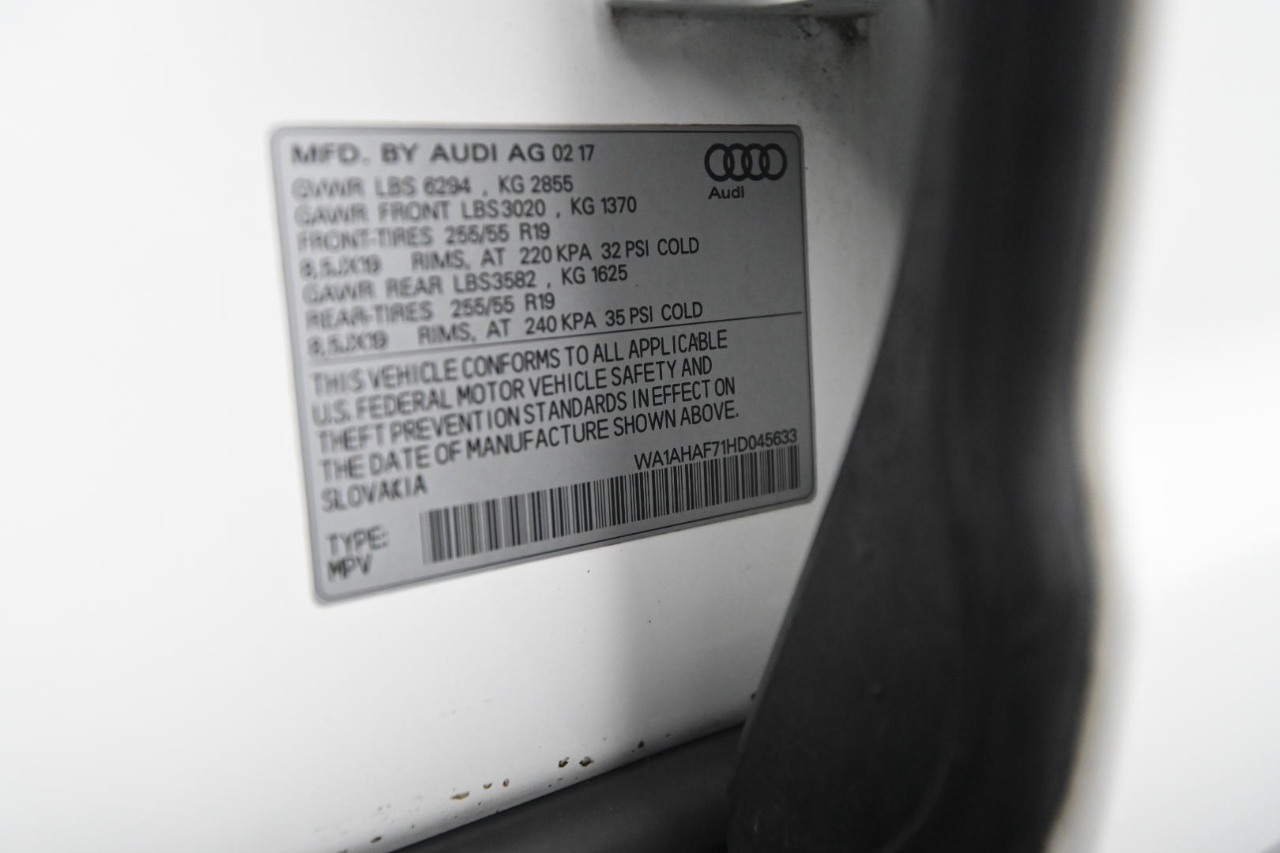 MFD. BY AUDI AG 02 17
Audi
GVWR LBS 6294 , KG 2855
GAWR FRONT LBS3020 , KG 1370
FRONT-TIRES 255/55 R19
8,5JX19 RIMS, AT 220 KPA 32 PSI COLD
GAWR REAR LBS3582 , KG 1625
REAR-TIRES 255/55 R19
8,5JX19 RIMS, AT 240 KPA 35 PSI COLD
THIS VEHICLE CONFORMS TO ALL APPLICABLE
U.S. FEDERAL MOTOR VEHICLE SAFETY AND
THEFT PREVENTION STANDARDS IN EFFECT ON
THE DATE OF MANUFACTURE SHOWN ABOVE.
SLOVAKIA
WA1AHAF71HD045633
TYPE:
MPV